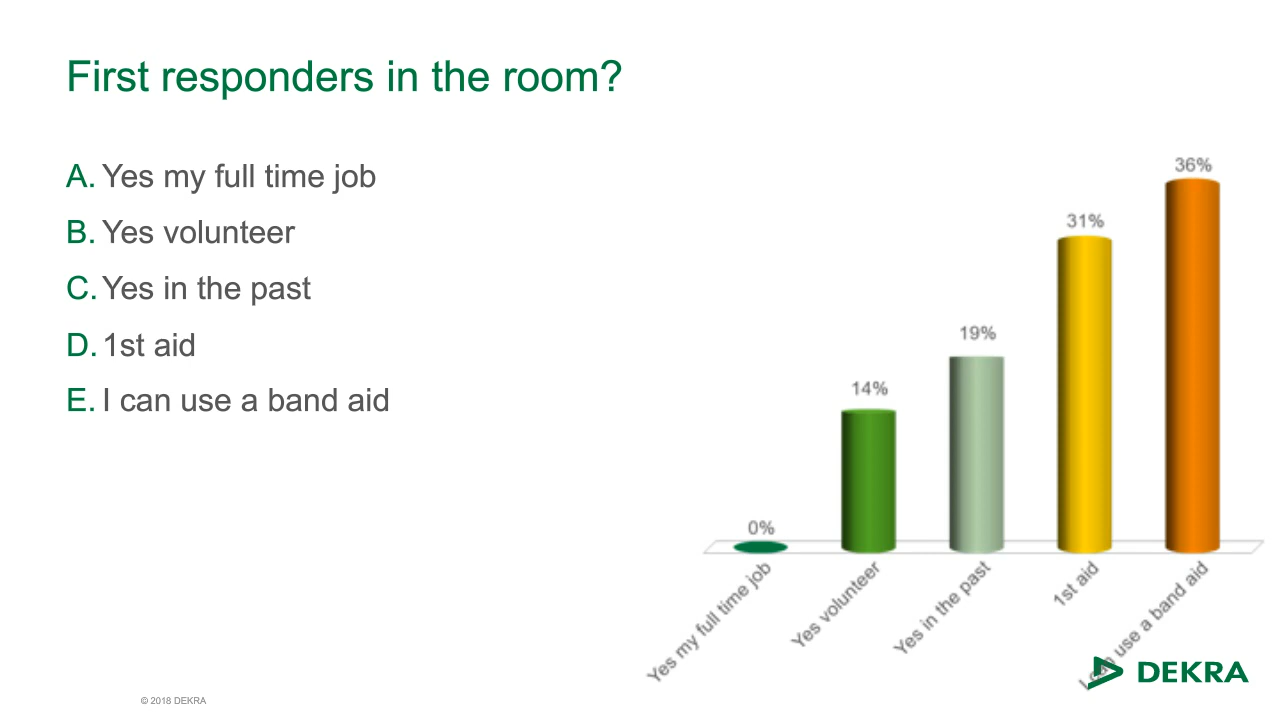 First responders in the room?
A. Yes my full time job
B. Yes volunteer
C. Yes in the past
D. 1st aid
E. I can use a band aid
0%
14%
19%
31%
36%
Yes my full time job
Yes volunteer
Yes in the past
1st aid
I can use a band aid
DEKRA
© 2018 DEKRA